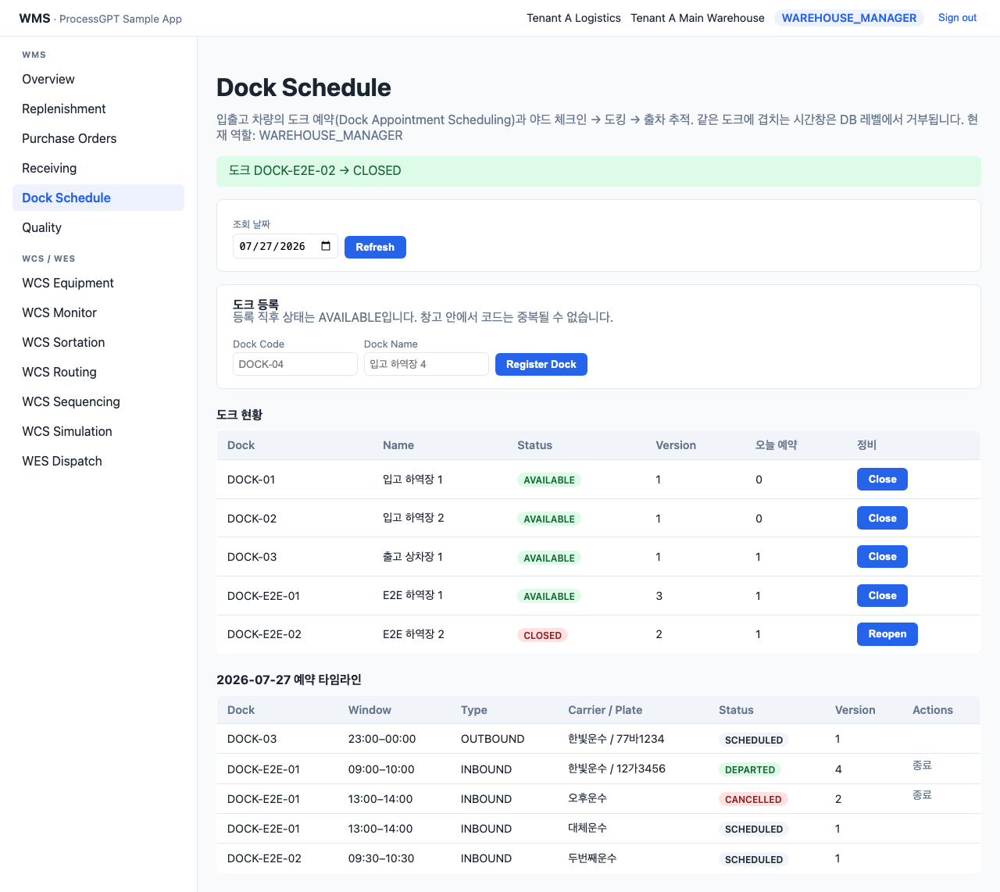 WMS · ProcessGPT Sample App
Tenant A Logistics Tenant A Main Warehouse WAREHOUSE_MANAGER Sign out
WMS
Overview
Replenishment
Purchase Orders
Receiving
Dock Schedule
Quality
WCS / WES
WCS Equipment
WCS Monitor
WCS Sortation
WCS Routing
WCS Sequencing
WCS Simulation
WES Dispatch
Dock Schedule
입출고 차량의 도크 예약(Dock Appointment Scheduling)과 야드 체크인 → 도킹 → 출차 추적. 같은 도크에 겹치는 시간창은 DB 레벨에서 거부됩니다. 현
재 역할: WAREHOUSE_MANAGER
도크 DOCK-E2E-02 → CLOSED
조회 날짜
07/27/2026 Refresh
도크 등록
등록 직후 상태는 AVAILABLE입니다. 창고 안에서 코드는 중복될 수 없습니다.
Dock Code Dock Name
DOCK-04 입고 하역장 4 Register Dock
도크 현황
Dock Name Status Version 오늘 예약 정비
DOCK-01 입고 하역장 1 AVAILABLE 1 0 Close
DOCK-02 입고 하역장 2 AVAILABLE 1 0 Close
DOCK-03 출고 상차장 1 AVAILABLE 1 1 Close
DOCK-E2E-01 E2E 하역장 1 AVAILABLE 3 1 Close
DOCK-E2E-02 E2E 하역장 2 CLOSED 2 1 Reopen
2026-07-27 예약 타임라인
Dock Window Type Carrier / Plate Status Version Actions
DOCK-03 23:00–00:00 OUTBOUND 한빛운수 / 77바1234 SCHEDULED 1
DOCK-E2E-01 09:00–10:00 INBOUND 한빛운수 / 12가3456 DEPARTED 4 종료
DOCK-E2E-01 13:00–14:00 INBOUND 오후운수 CANCELLED 2 종료
DOCK-E2E-01 13:00–14:00 INBOUND 대체운수 SCHEDULED 1
DOCK-E2E-02 09:30–10:30 INBOUND 두번째운수 SCHEDULED 1